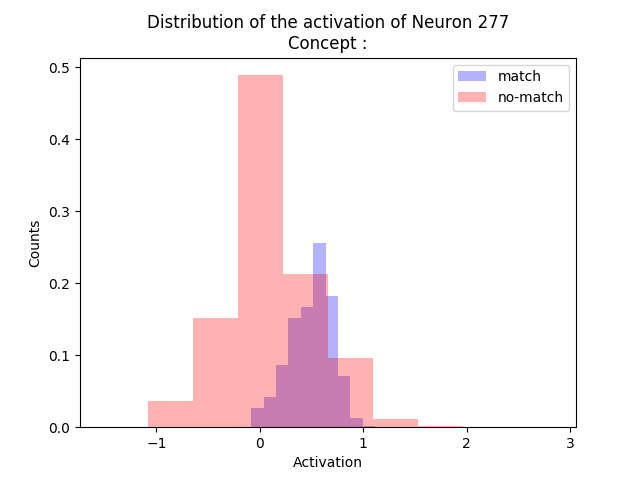 Distribution of the activation of Neuron 277
Concept :
match
no-match
0.5
0.4
0.3
0.2
0.1
0.0
Counts
−1
0
1
2
3
Activation